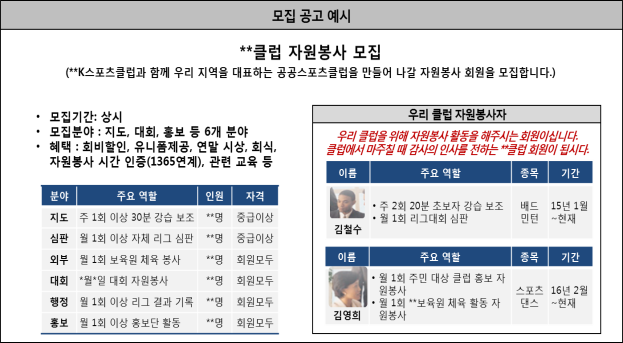 모집 공고 예시
**클럽 자원봉사 모집
(**K스포츠클럽과 함께 우리 지역을 대표하는 공공스포츠클럽을 만들어 나갈 자원봉사 회원을 모집합니다.)
• 모집기간: 상시
• 모집분야 : 지도, 대회, 홍보 등 6개 분야
• 혜택 : 회비할인, 유니폼제공, 연말 시상, 회식,
자원봉사 시간 인증(1365연계), 관련 교육 등
분야 주요 역할 인원 자격
지도 주 1회 이상 30분 강습 보조 **명 중급이상
심판 월 1회 이상 자체 리그 심판 **명 중급이상
외부 월 1회 보육원 체육 봉사 **명 회원모두
대회 *월*일 대회 자원봉사 **명 회원모두
행정 월 1회 이상 리그 결과 기록 **명 회원모두
홍보 월 1회 이상 홍보단 활동 **명 회원모두
우리 클럽 자원봉사자
우리 클럽을 위해 자원봉사 활동을 해주시는 회원이십니다.
클럽에서 마주칠 때 감사의 인사를 전하는 **클럽 회원이 됩시다.
이름 주요 역할 종목 기간
김철수
• 주 2회 20분 초보자 강습 보조
• 월 1회 리그대회 심판
배드
민턴
15년 1월
~현재
이름 주요 역할 종목 기간
김영희
• 월 1회 주민 대상 클럽 홍보 자
원봉사
• 월 1회 **보육원 체육 활동 자
원봉사
스포츠
댄스
16년 2월
~현재